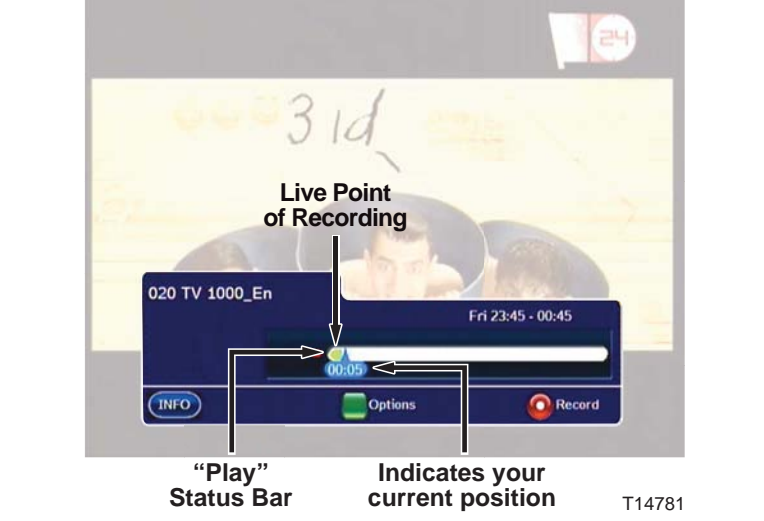 24
3 id
Live Point
of Recording
020 TV 1000_En
Fri 23:45 - 00:45
00:05
INFO
Options
Record
“Play”
Status Bar
Indicates your
current position
T14781